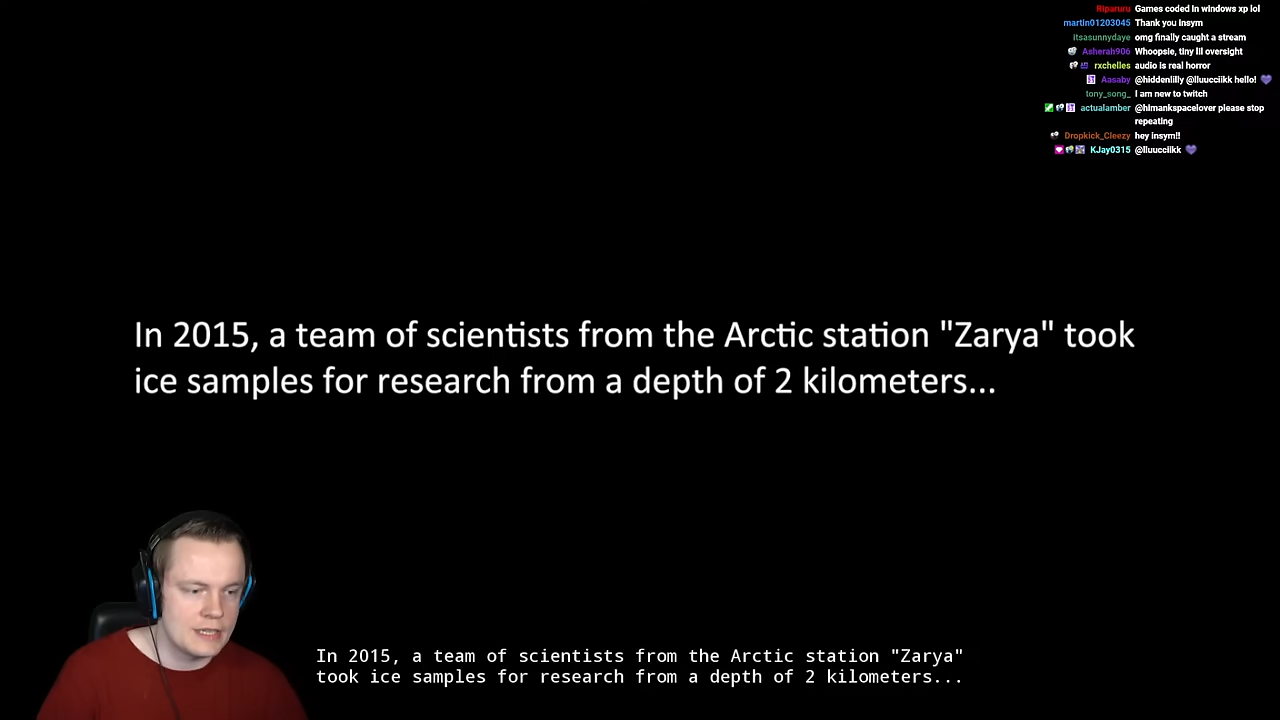 Riparuru Games coded in windows xp lol
martin01203045 Thank you Insym
itsasunnydaye omg finally caught a stream
Asherah906 Whoopsie, tiny lil oversight
rxchelles audio is real horror
Aasaby @hiddenlilly @lluucciikk hello!
tony_song_ I am new to twitch
actualamber @himankspacelover please stop
repeating
Dropkick_Cleezy hey insym!!
KJay0315 @lluucciikk
In 2015, a team of scientists from the Arctic station "Zarya" took
ice samples for research from a depth of 2 kilometers...
In 2015, a team of scientists from the Arctic station "Zarya"
took ice samples for research from a depth of 2 kilometers...